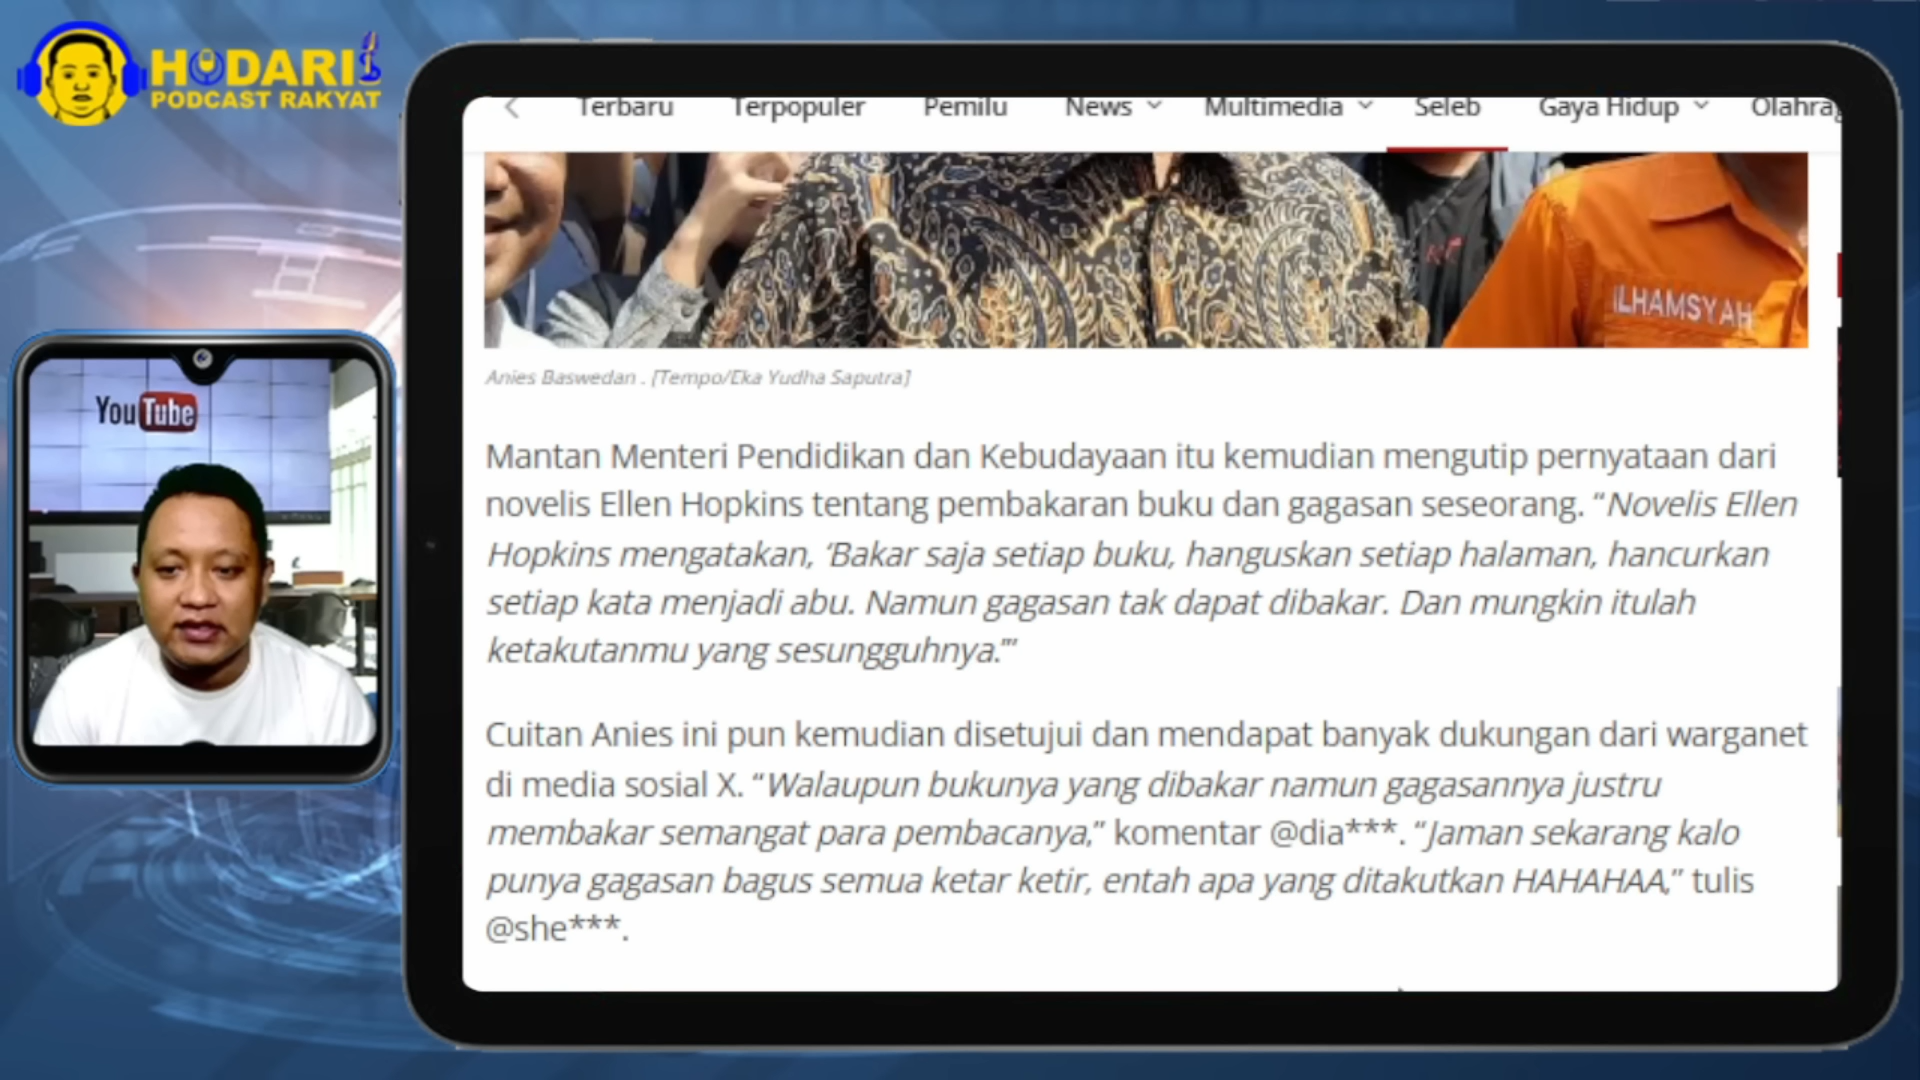 HODARI
PODCAST RAKYAT
YouTube
Terbaru Terpopuler Pemilu News Multimedia Seleb Gaya Hidup Olahrag
ILHAMSYAH
Anies Baswedan . [Tempo/Eka Yudha Saputra]
Mantan Menteri Pendidikan dan Kebudayaan itu kemudian mengutip pernyataan dari
novelis Ellen Hopkins tentang pembakaran buku dan gagasan seseorang. “Novelis Ellen
Hopkins mengatakan, ‘Bakar saja setiap buku, hanguskan setiap halaman, hancurkan
setiap kata menjadi abu. Namun gagasan tak dapat dibakar. Dan mungkin itulah
ketakutanmu yang sesungguhnya.’”
Cuitan Anies ini pun kemudian disetujui dan mendapat banyak dukungan dari warganet
di media sosial X. “Walaupun bukunya yang dibakar namun gagasannya justru
membakar semangat para pembacanya,” komentar @dia***. “Jaman sekarang kalo
punya gagasan bagus semua ketar ketir, entah apa yang ditakutkan HAHAHAA,” tulis
@she***.